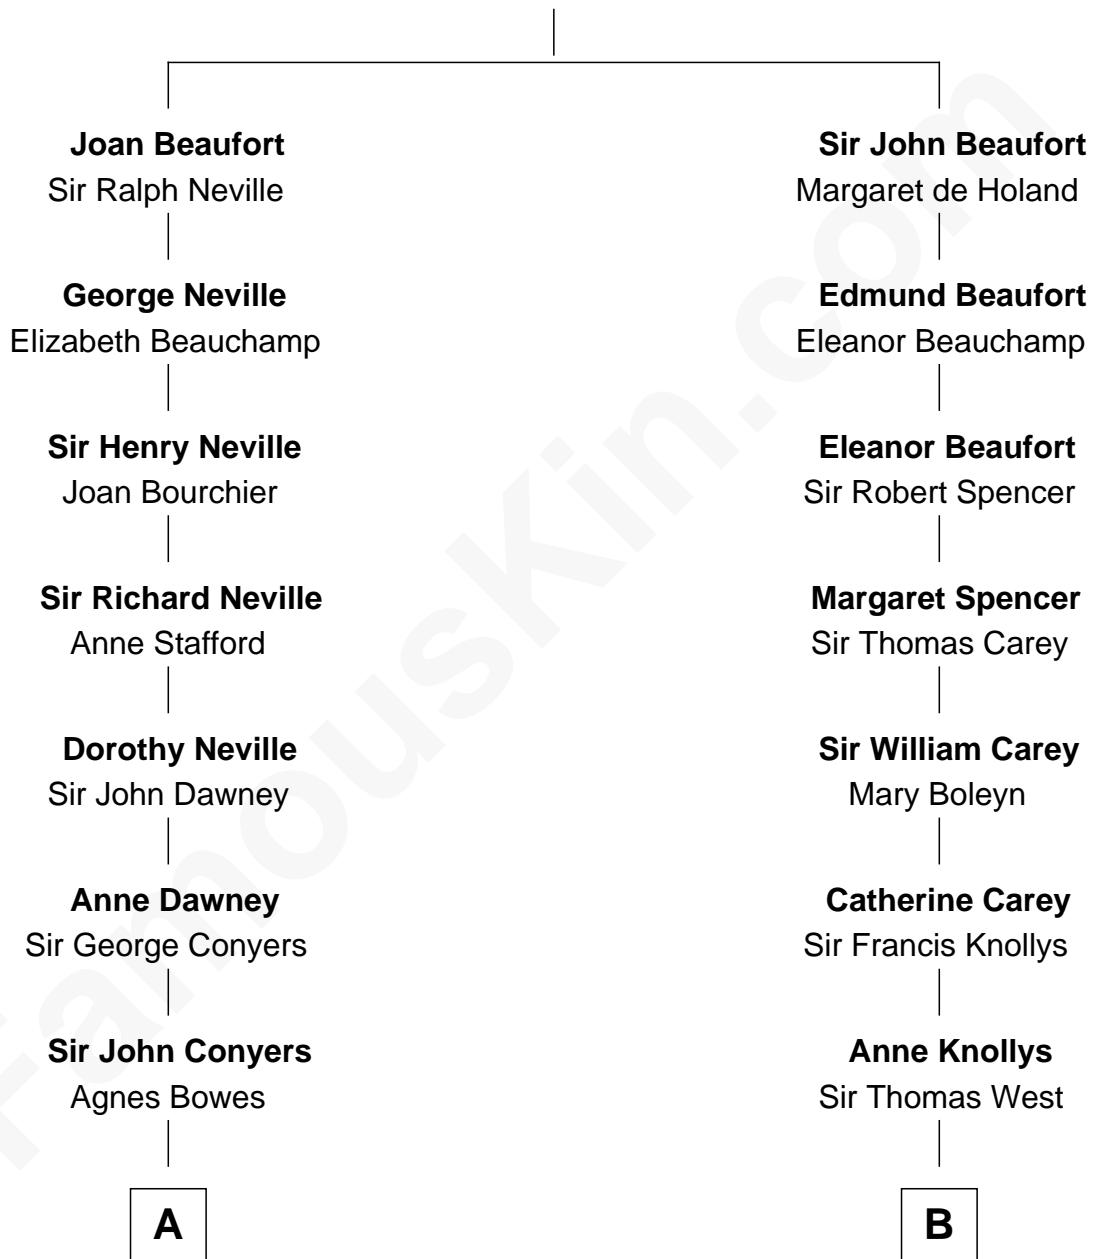 Joan Beaufort
Sir Ralph Neville
George Neville
Elizabeth Beauchamp
Sir Henry Neville
Joan Bourchier
Sir Richard Neville
Anne Stafford
Dorothy Neville
Sir John Dawney
Anne Dawney
Sir George Conyers
Sir John Conyers
Agnes Bowes
A
Sir John Beaufort
Margaret de Holand
Edmund Beaufort
Eleanor Beauchamp
Eleanor Beaufort
Sir Robert Spencer
Margaret Spencer
Sir Thomas Carey
Sir William Carey
Mary Boleyn
Catherine Carey
Sir Francis Knollys
Anne Knollys
Sir Thomas West
B
FamousKin.com